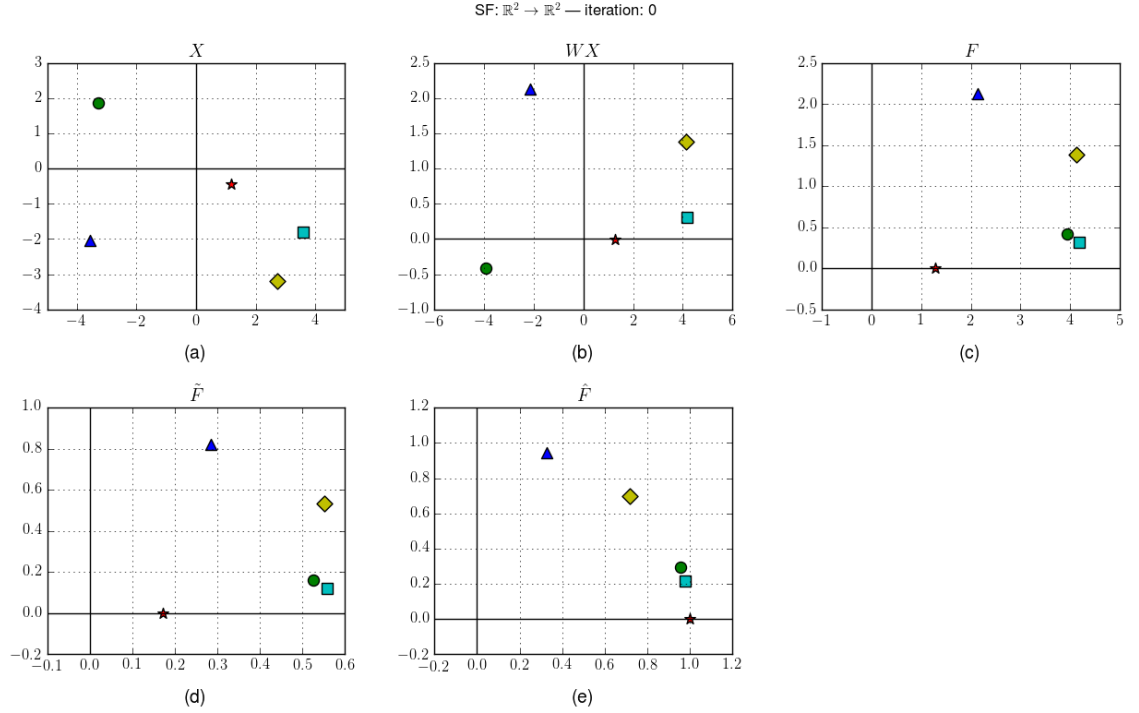 SF: ℝ² → ℝ² — iteration: 0
X
3
2
1
0
−1
−2
−3
−4
−4 −2 0 2 4
(a)
WX
2.5
2.0
1.5
1.0
0.5
0.0
−0.5
−1.0
−6 −4 −2 0 2 4 6
(b)
F
2.5
2.0
1.5
1.0
0.5
0.0
−0.5
−1 0 1 2 3 4 5
(c)
F̃
1.0
0.8
0.6
0.4
0.2
0.0
−0.2
−0.1 0.0 0.1 0.2 0.3 0.4 0.5 0.6
(d)
F̂
1.2
1.0
0.8
0.6
0.4
0.2
0.0
−0.2
−0.2 0.0 0.2 0.4 0.6 0.8 1.0 1.2
(e)